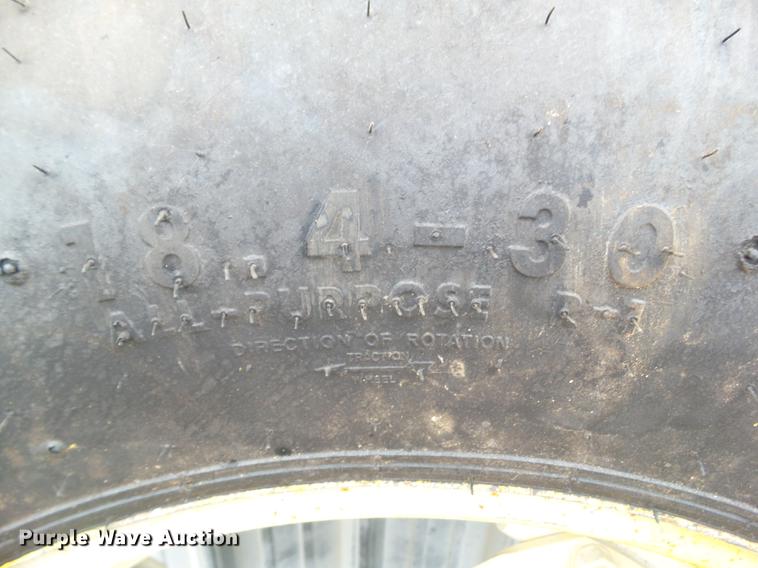 18.4-30
ALL-PURPOSE R-1
DIRECTION OF ROTATION
TRACTION
WHEEL
Purple Wave Auction